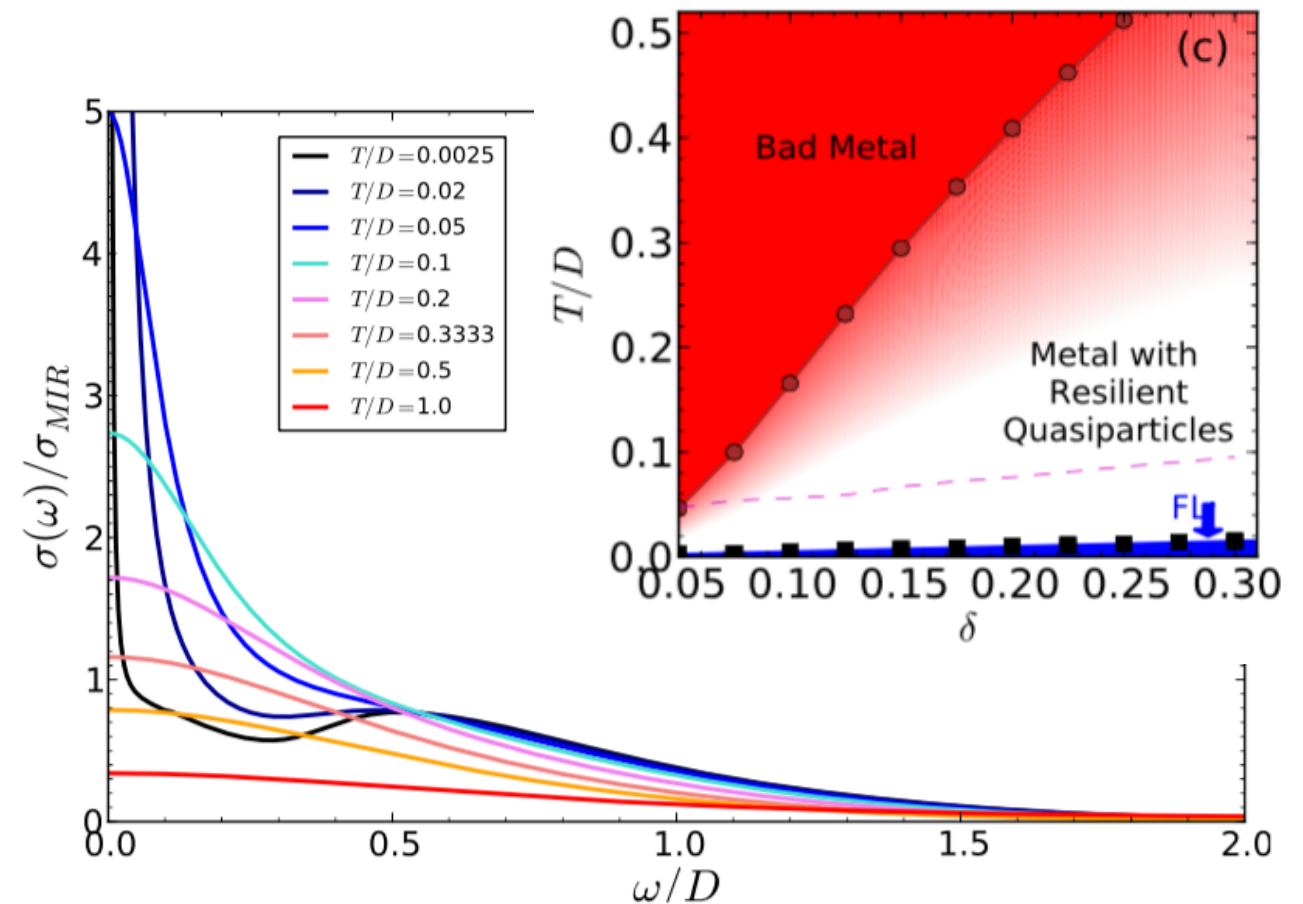 5
4
3
2
1
0
σ(ω)/σ_MIR
T/D=0.0025
T/D=0.02
T/D=0.05
T/D=0.1
T/D=0.2
T/D=0.3333
T/D=0.5
T/D=1.0
0.0 0.5 1.0 1.5 2.0
ω/D
(c)
0.5
0.4
0.3
0.2
0.1
0.0
T/D
Bad Metal
Metal with
Resilient
Quasiparticles
FL
0.05 0.10 0.15 0.20 0.25 0.30
δ